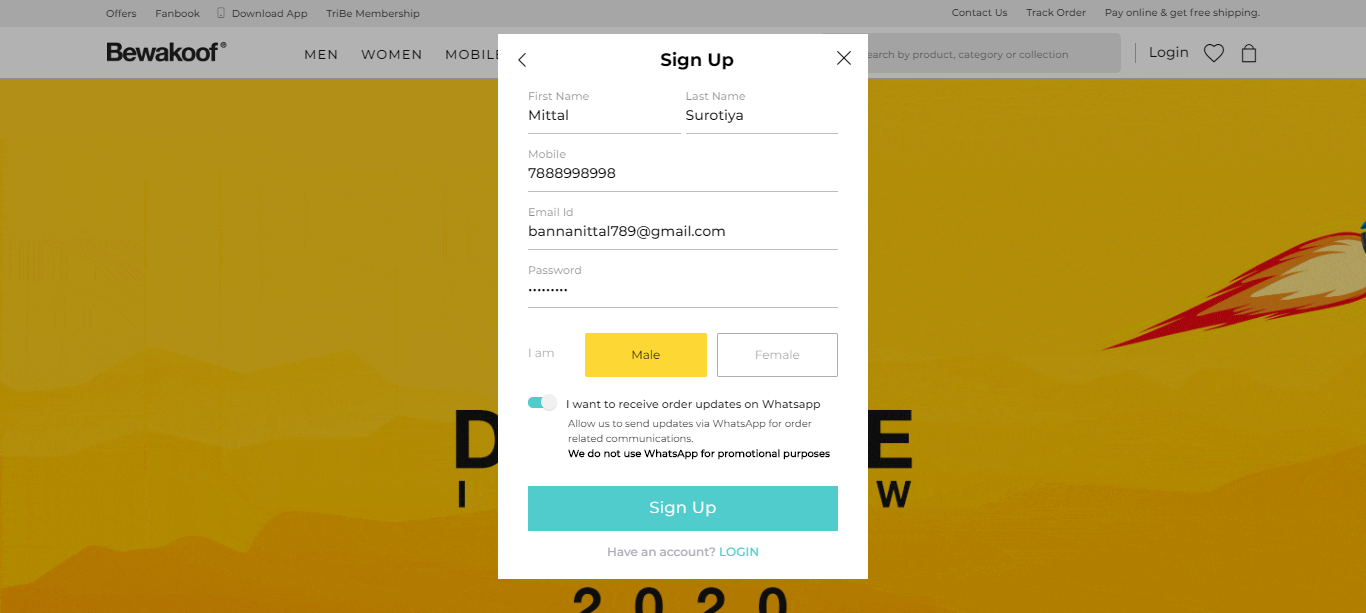 Offers Fanbook Download App TriBe Membership Contact Us Track Order Pay online & get free shipping.
Bewakoof® MEN WOMEN MOBILE earch by product, category or collection Login
Sign Up
First Name Last Name
Mittal Surotiya
Mobile
7888998998
Email Id
bannanittal789@gmail.com
Password
•••••••••
I am Male Female
I want to receive order updates on Whatsapp
Allow us to send updates via WhatsApp for order
related communications.
We do not use WhatsApp for promotional purposes
D E
I W
Sign Up
Have an account? LOGIN
2020